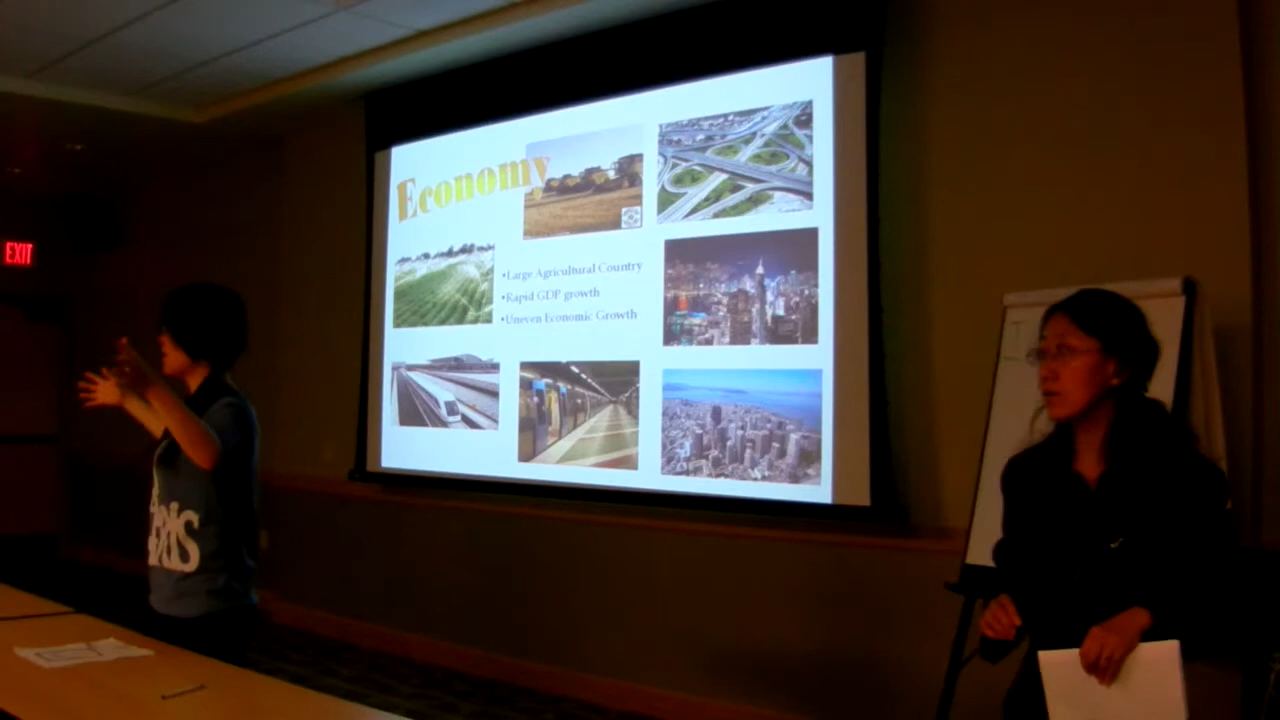 Economy
•Large Agricultural Country
•Rapid GDP growth
•Uneven Economic Growth
EXIT